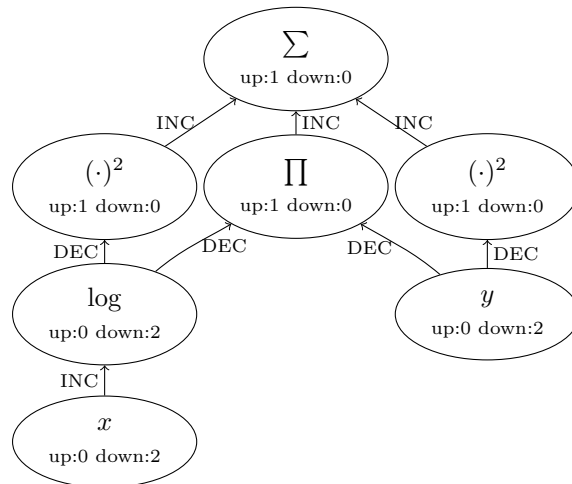 ∑
up:1 down:0
INC INC INC
(·)² ∏ (·)²
up:1 down:0 up:1 down:0 up:1 down:0
DEC DEC DEC DEC
log y
up:0 down:2 up:0 down:2
INC
x
up:0 down:2